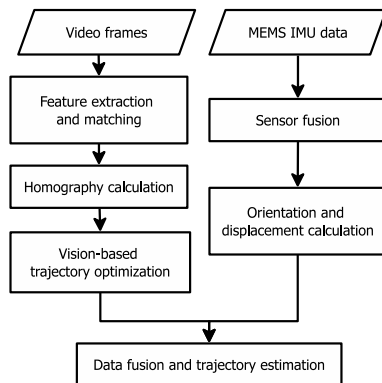 Video frames
MEMS IMU data
Feature extraction
and matching
Sensor fusion
Homography calculation
Orientation and
displacement calculation
Vision-based
trajectory optimization
Data fusion and trajectory estimation